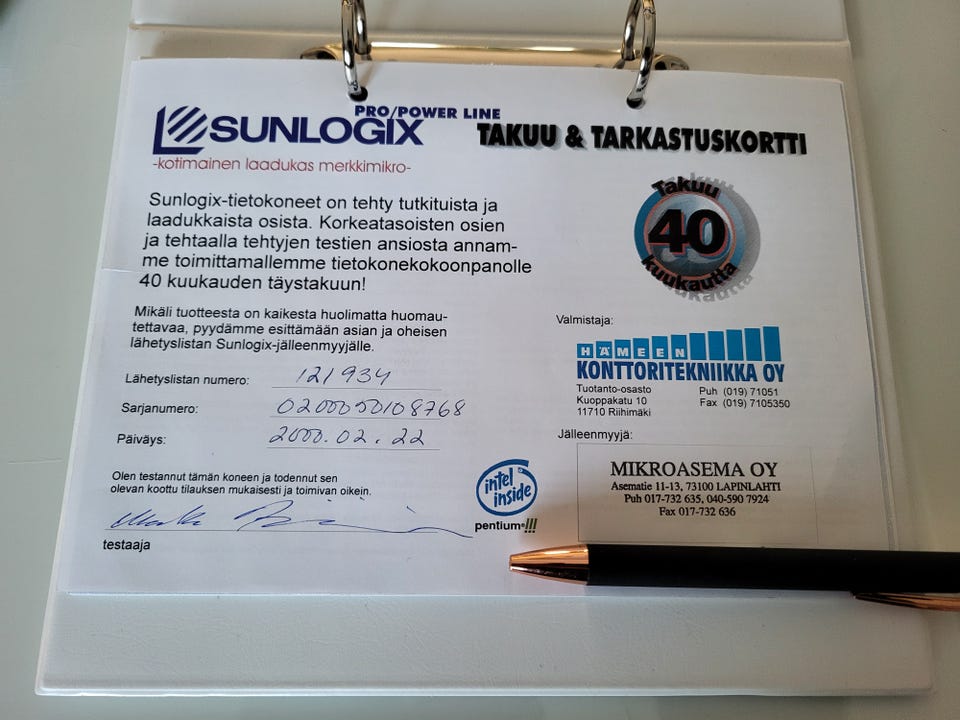 PRO/POWER LINE
SUNLOGIX
-kotimainen laadukas merkkimikro-
TAKUU & TARKASTUSKORTTI
Sunlogix-tietokoneet on tehty tutkituista ja
laadukkaista osista. Korkeatasoisten osien
ja tehtaalla tehtyjen testien ansiosta annam-
me toimittamallemme tietokonekokoonpanolle
40 kuukauden täystakuun!
Takuu
40
kuukautta
Mikäli tuotteesta on kaikesta huolimatta huomau-
tettavaa, pyydämme esittämään asian ja oheisen
lähetyslistan Sunlogix-jälleenmyyjälle.
Lähetyslistan numero: 121934
Sarjanumero: 0200050108768
Päiväys: 2000.02.22
Olen testannut tämän koneen ja todennut sen
olevan koottu tilauksen mukaisesti ja toimivan oikein.
testaaja
intel
inside
pentium®!!!
Valmistaja:
HÄMEEN
KONTTORITEKNIIKKA OY
Tuotanto-osasto
Kuoppakatu 10
11710 Riihimäki
Puh (019) 71051
Fax (019) 7105350
Jälleenmyyjä:
MIKROASEMA OY
Asematie 11-13, 73100 LAPINLAHTI
Puh 017-732 635, 040-590 7924
Fax 017-732 636